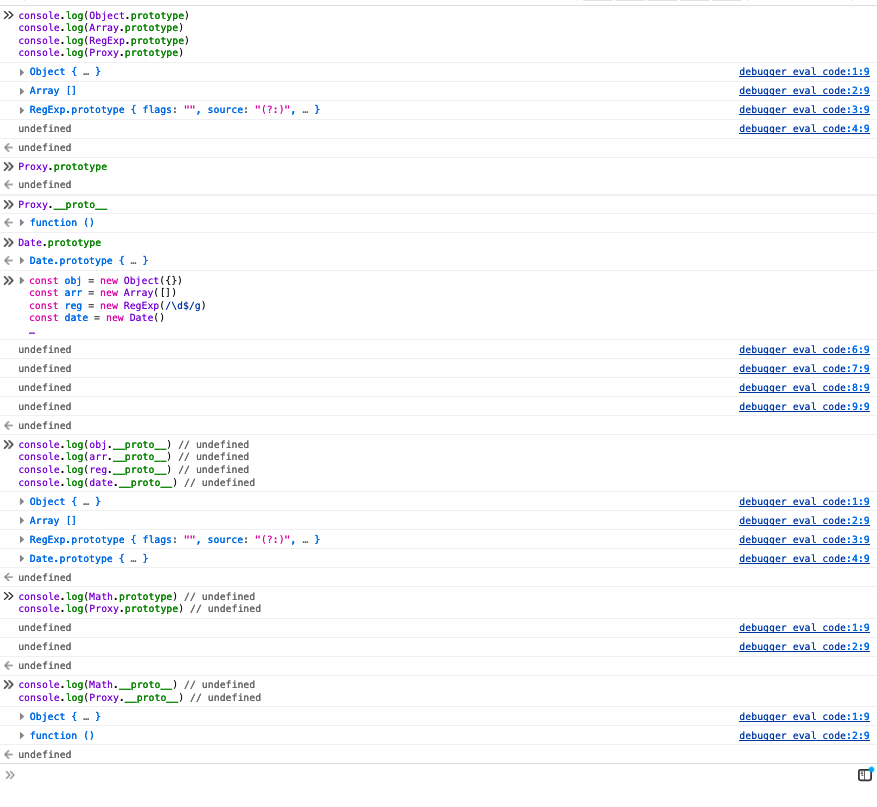 console.log(Object.prototype)
console.log(Array.prototype)
console.log(RegExp.prototype)
console.log(Proxy.prototype)
Object { … } debugger eval code:1:9
Array [] debugger eval code:2:9
RegExp.prototype { flags: "", source: "(?:)", … } debugger eval code:3:9
undefined debugger eval code:4:9
undefined
Proxy.prototype
undefined
Proxy.__proto__
function ()
Date.prototype
Date.prototype { … }
const obj = new Object({})
const arr = new Array([])
const reg = new RegExp(/\d$/g)
const date = new Date()
…
undefined debugger eval code:6:9
undefined debugger eval code:7:9
undefined debugger eval code:8:9
undefined debugger eval code:9:9
undefined
console.log(obj.__proto__) // undefined
console.log(arr.__proto__) // undefined
console.log(reg.__proto__) // undefined
console.log(date.__proto__) // undefined
Object { … } debugger eval code:1:9
Array [] debugger eval code:2:9
RegExp.prototype { flags: "", source: "(?:)", … } debugger eval code:3:9
Date.prototype { … } debugger eval code:4:9
undefined
console.log(Math.prototype) // undefined
console.log(Proxy.prototype) // undefined
undefined debugger eval code:1:9
undefined debugger eval code:2:9
undefined
console.log(Math.__proto__) // undefined
console.log(Proxy.__proto__) // undefined
Object { … } debugger eval code:1:9
function () debugger eval code:2:9
undefined